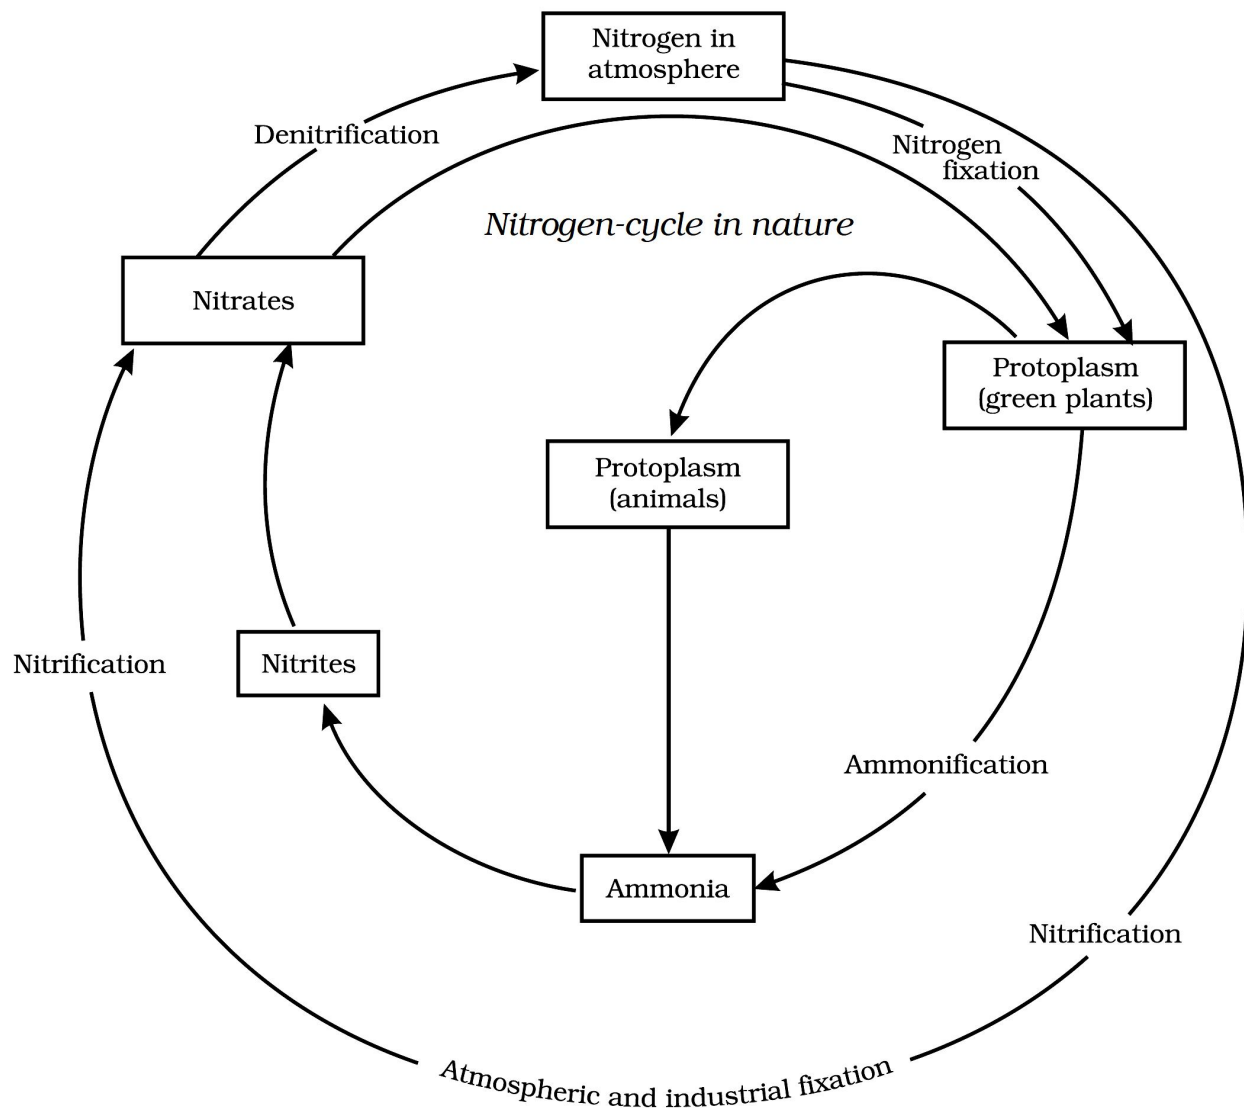 Nitrogen in
atmosphere
Denitrification
Nitrogen
fixation
Nitrogen-cycle in nature
Nitrates
Protoplasm
(green plants)
Protoplasm
(animals)
Nitrification
Nitrites
Ammonification
Ammonia
Nitrification
Atmospheric and industrial fixation